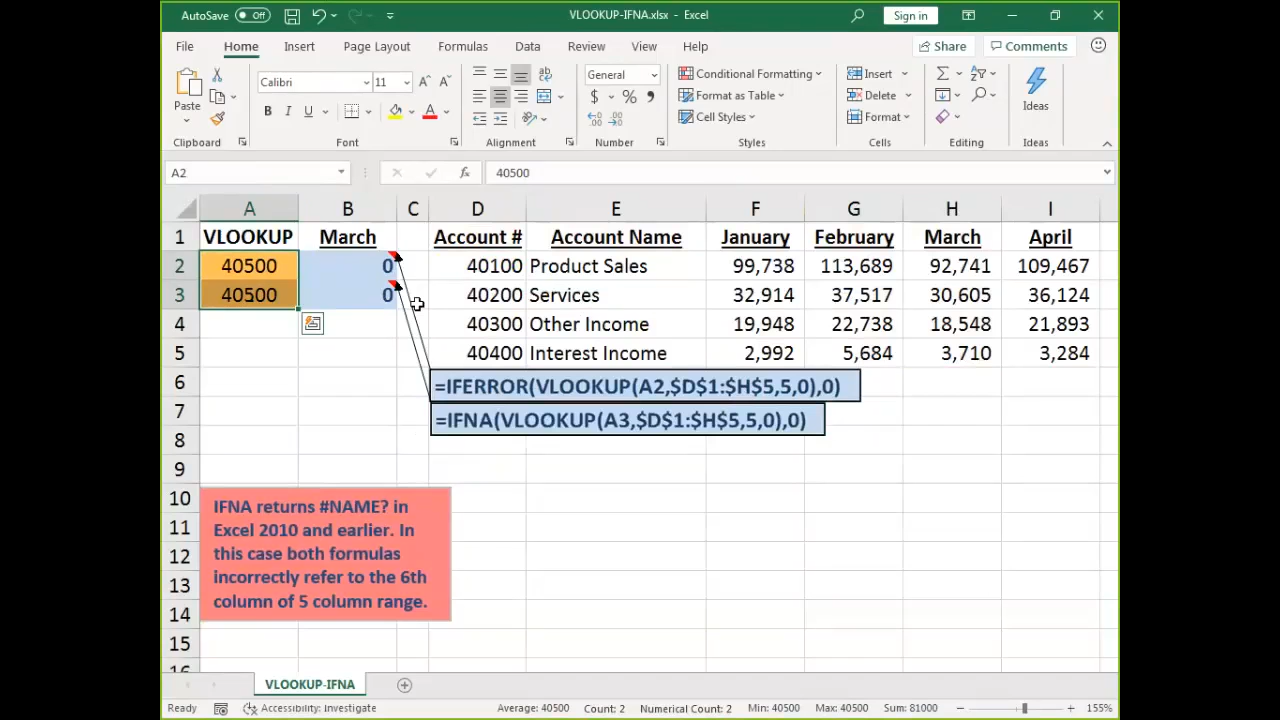 AutoSave Off VLOOKUP-IFNA.xlsx - Excel Sign in
File Home Insert Page Layout Formulas Data Review View Help Share Comments
Paste Calibri 11 General Conditional Formatting Format as Table Cell Styles Insert Delete Format Ideas
Clipboard Font Alignment Number Styles Cells Editing Ideas
A2 fx 40500
A B C D E F G H I
1 VLOOKUP March Account # Account Name January February March April
2 40500 0 40100 Product Sales 99,738 113,689 92,741 109,467
3 40500 0 40200 Services 32,914 37,517 30,605 36,124
4 40300 Other Income 19,948 22,738 18,548 21,893
5 40400 Interest Income 2,992 5,684 3,710 3,284
6 =IFERROR(VLOOKUP(A2,$D$1:$H$5,5,0),0)
7 =IFNA(VLOOKUP(A3,$D$1:$H$5,5,0),0)
8
9
10 IFNA returns #NAME? in
11 Excel 2010 and earlier. In
12 this case both formulas
13 incorrectly refer to the 6th
14 column of 5 column range.
15
16
VLOOKUP-IFNA
Ready Accessibility: Investigate Average: 40500 Count: 2 Numerical Count: 2 Min: 40500 Max: 40500 Sum: 81000 155%